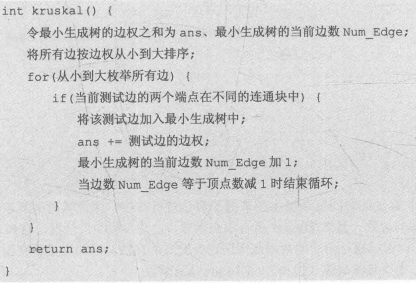 int kruskal() {
令最小生成树的边权之和为 ans、最小生成树的当前边数 Num_Edge;
将所有边按边权从小到大排序;
for(从小到大枚举所有边) {
if(当前测试边的两个端点在不同的连通块中) {
将该测试边加入最小生成树中;
ans += 测试边的边权;
最小生成树的当前边数 Num_Edge 加 1;
当边数 Num_Edge 等于顶点数减 1 时结束循环;
}
}
return ans;
}